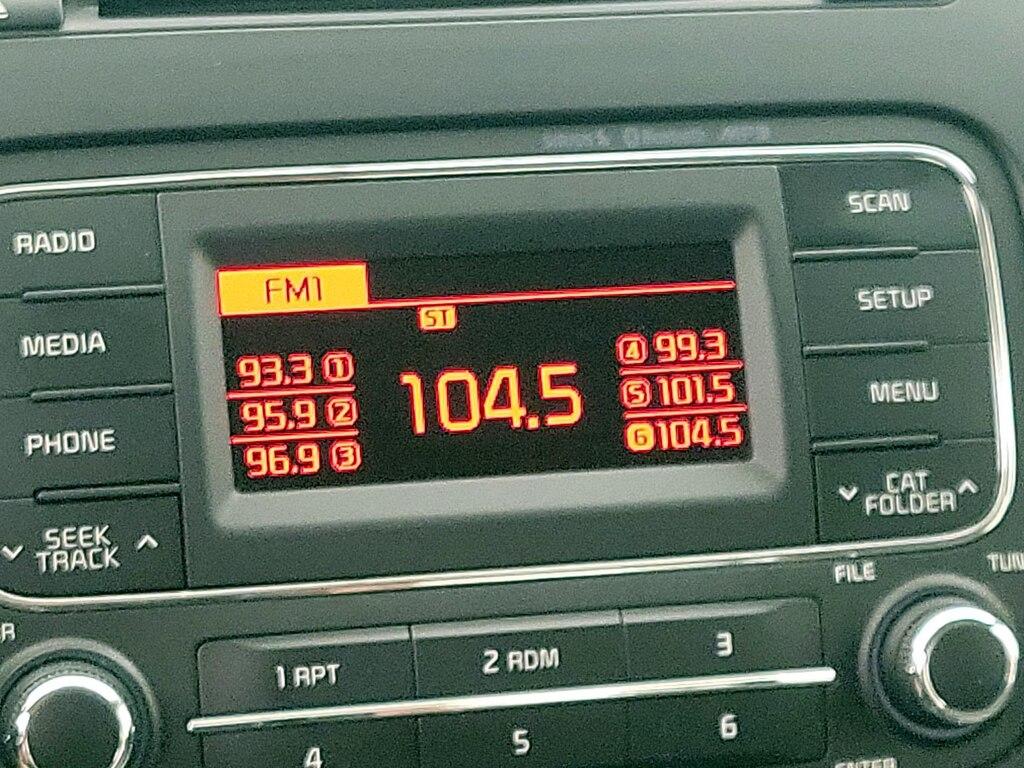 RADIO
MEDIA
PHONE
SEEK
TRACK
FM1
ST
93.3 1
95.9 2
96.9 3
104.5
4 99.3
5 101.5
6 104.5
SCAN
SETUP
MENU
CAT
FOLDER
FILE
1 RPT
2 RDM
3
4
5
6